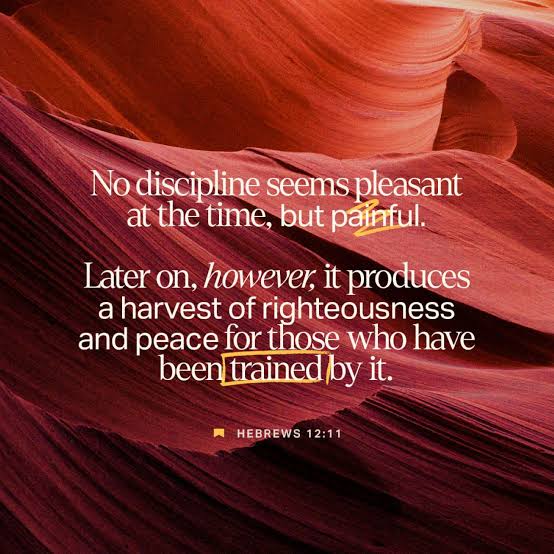 No discipline seems pleasant
at the time, but painful.
Later on, however, it produces
a harvest of righteousness
and peace for those who have
been trained by it.
HEBREWS 12:11